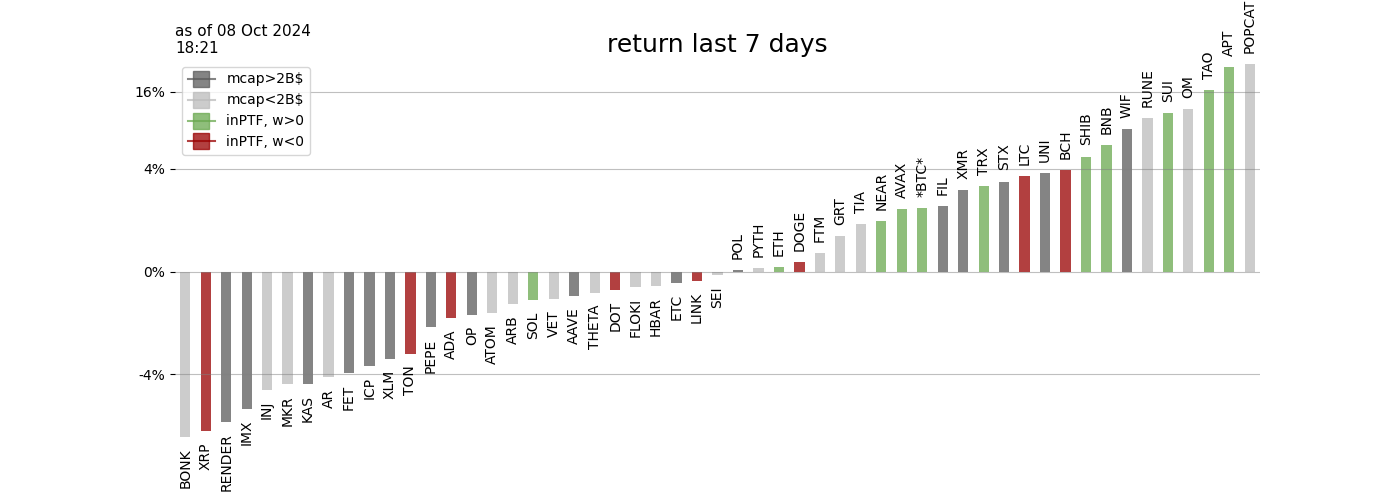 as of 08 Oct 2024
18:21
return last 7 days
mcap>2B$
mcap<2B$
inPTF, w>0
inPTF, w<0
16%
4%
0%
-4%
BONK
XRP
RENDER
IMX
INJ
MKR
KAS
AR
FET
ICP
XLM
TON
PEPE
ADA
OP
ATOM
ARB
SOL
VET
AAVE
THETA
DOT
FLOKI
HBAR
ETC
LINK
SEI
POL
PYTH
ETH
DOGE
FTM
GRT
TIA
NEAR
AVAX
*BTC*
FIL
XMR
TRX
STX
LTC
UNI
BCH
SHIB
BNB
WIF
RUNE
SUI
OM
TAO
APT
POPCAT